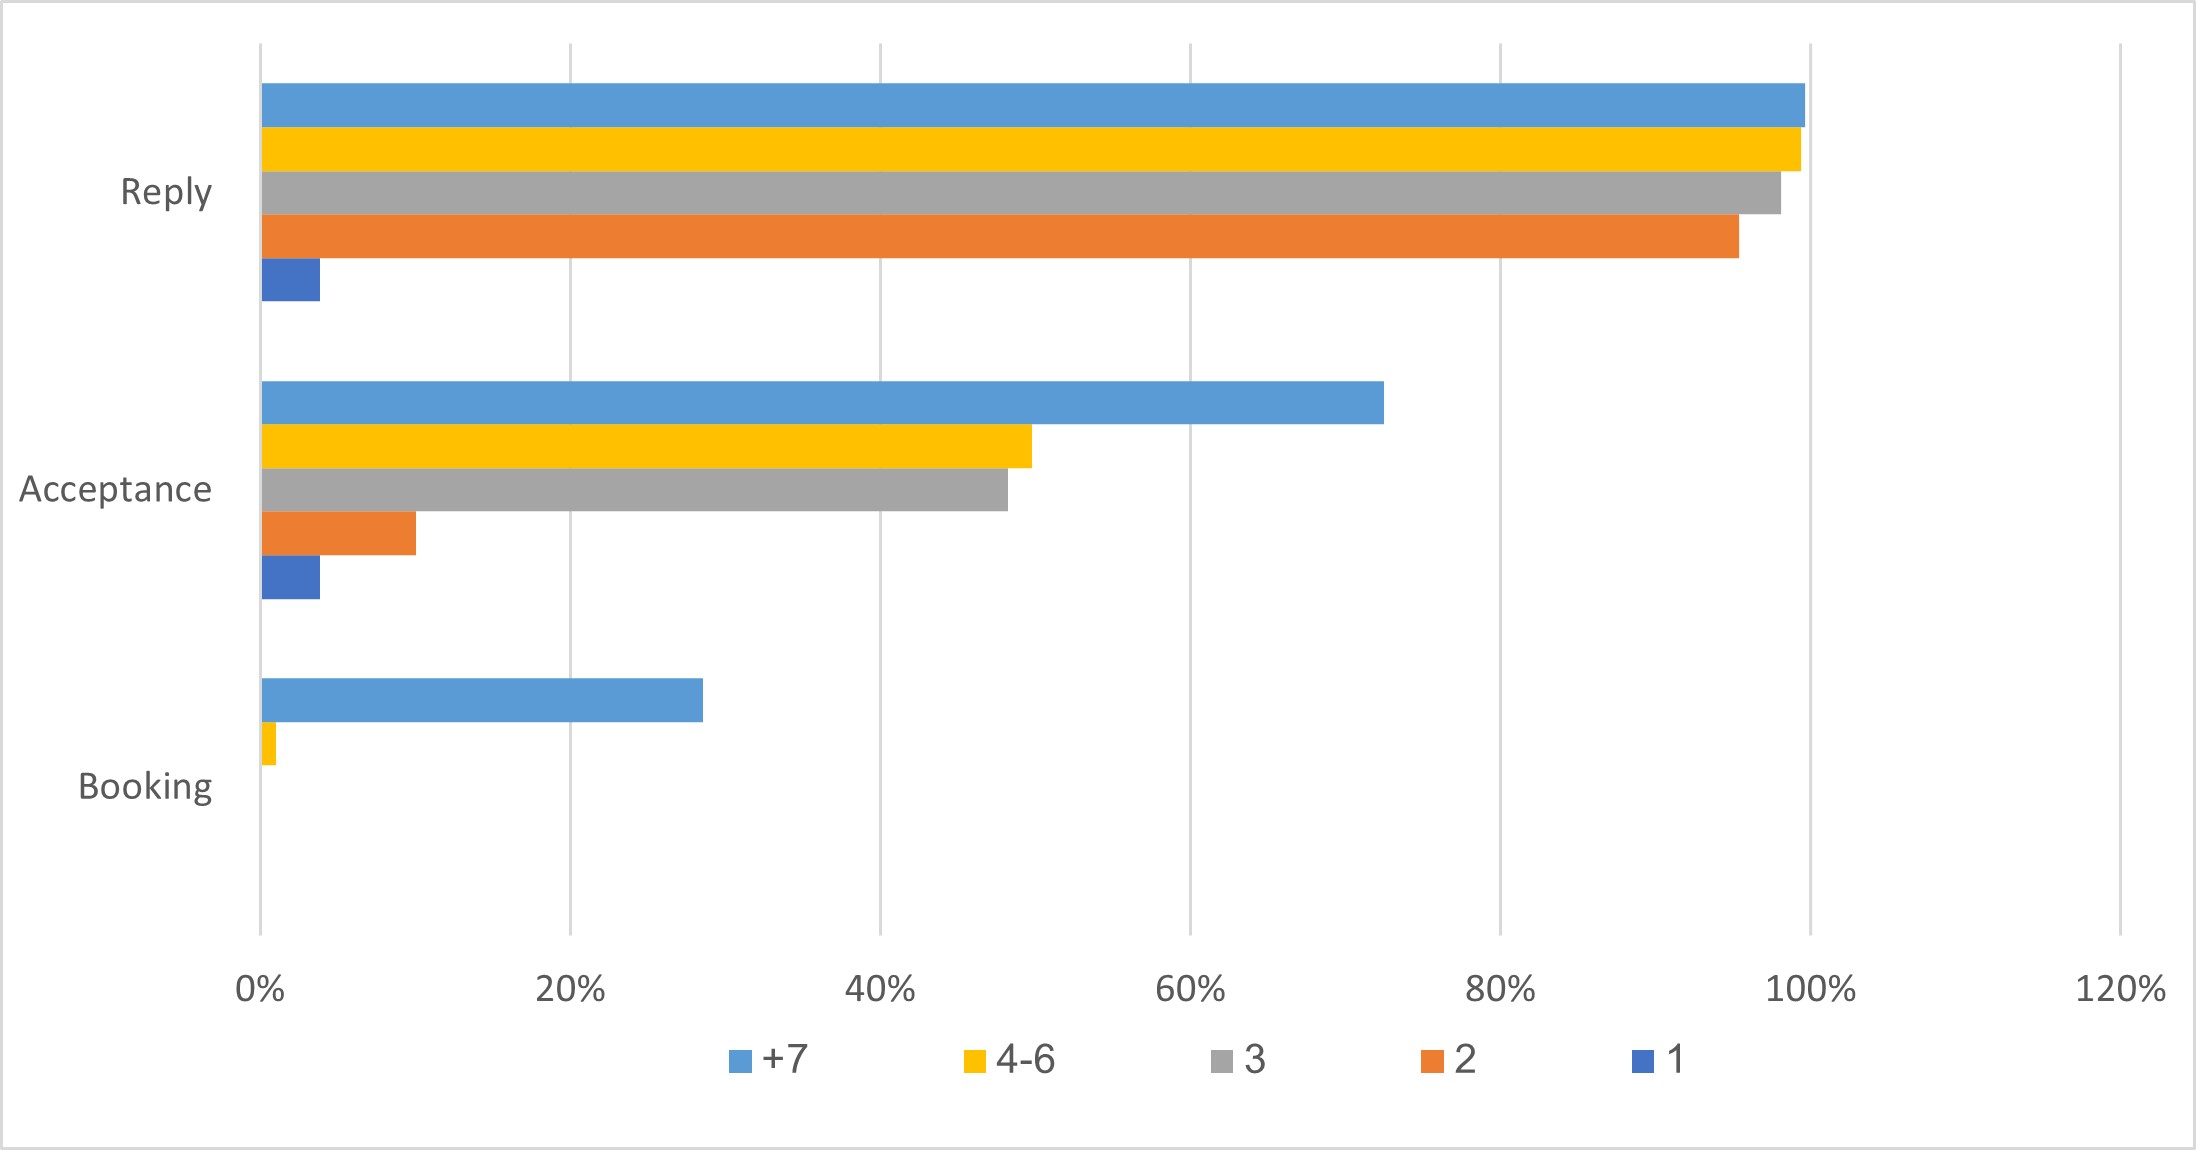 Reply
Acceptance
Booking
0% 20% 40% 60% 80% 100% 120%
+7 4-6 3 2 1